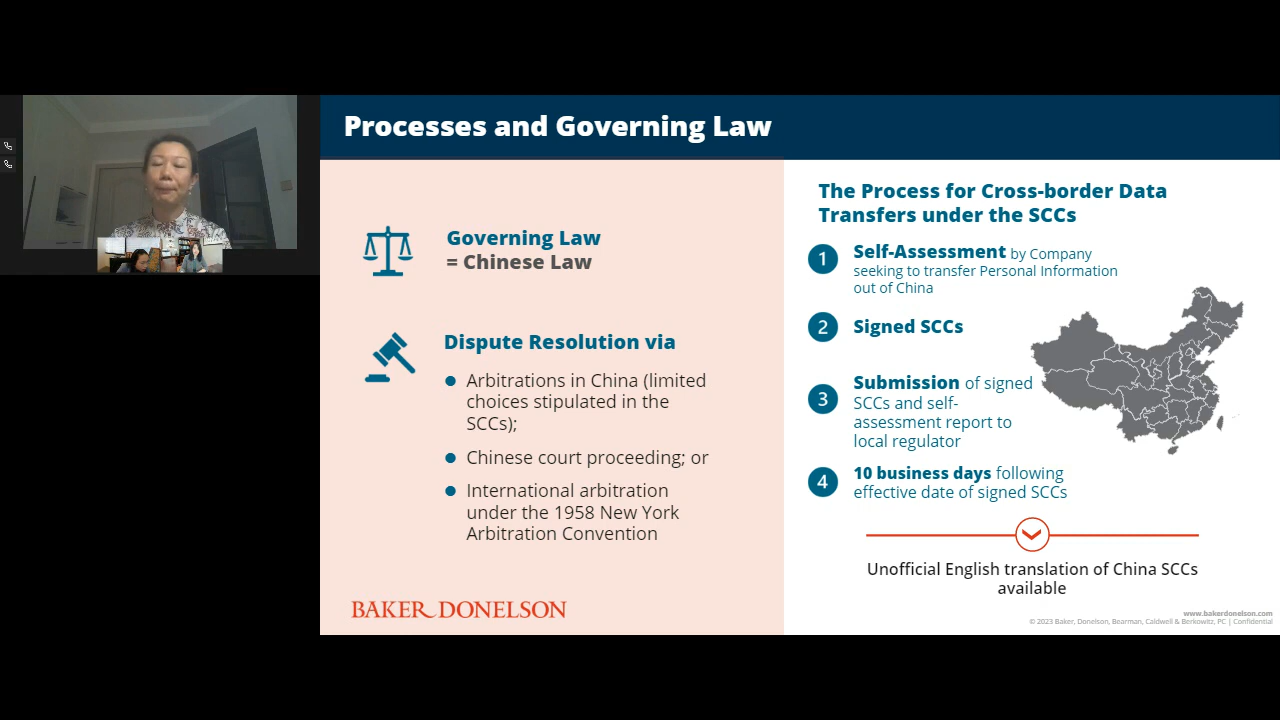 Processes and Governing Law
Governing Law
= Chinese Law
Dispute Resolution via
● Arbitrations in China (limited
choices stipulated in the
SCCs);
● Chinese court proceeding; or
● International arbitration
under the 1958 New York
Arbitration Convention
BAKER DONELSON
The Process for Cross-border Data
Transfers under the SCCs
1 Self-Assessment by Company
seeking to transfer Personal Information
out of China
2 Signed SCCs
3 Submission of signed
SCCs and self-
assessment report to
local regulator
4 10 business days following
effective date of signed SCCs
Unofficial English translation of China SCCs
available
www.bakerdonelson.com
© 2023 Baker, Donelson, Bearman, Caldwell & Berkowitz, PC | Confidential